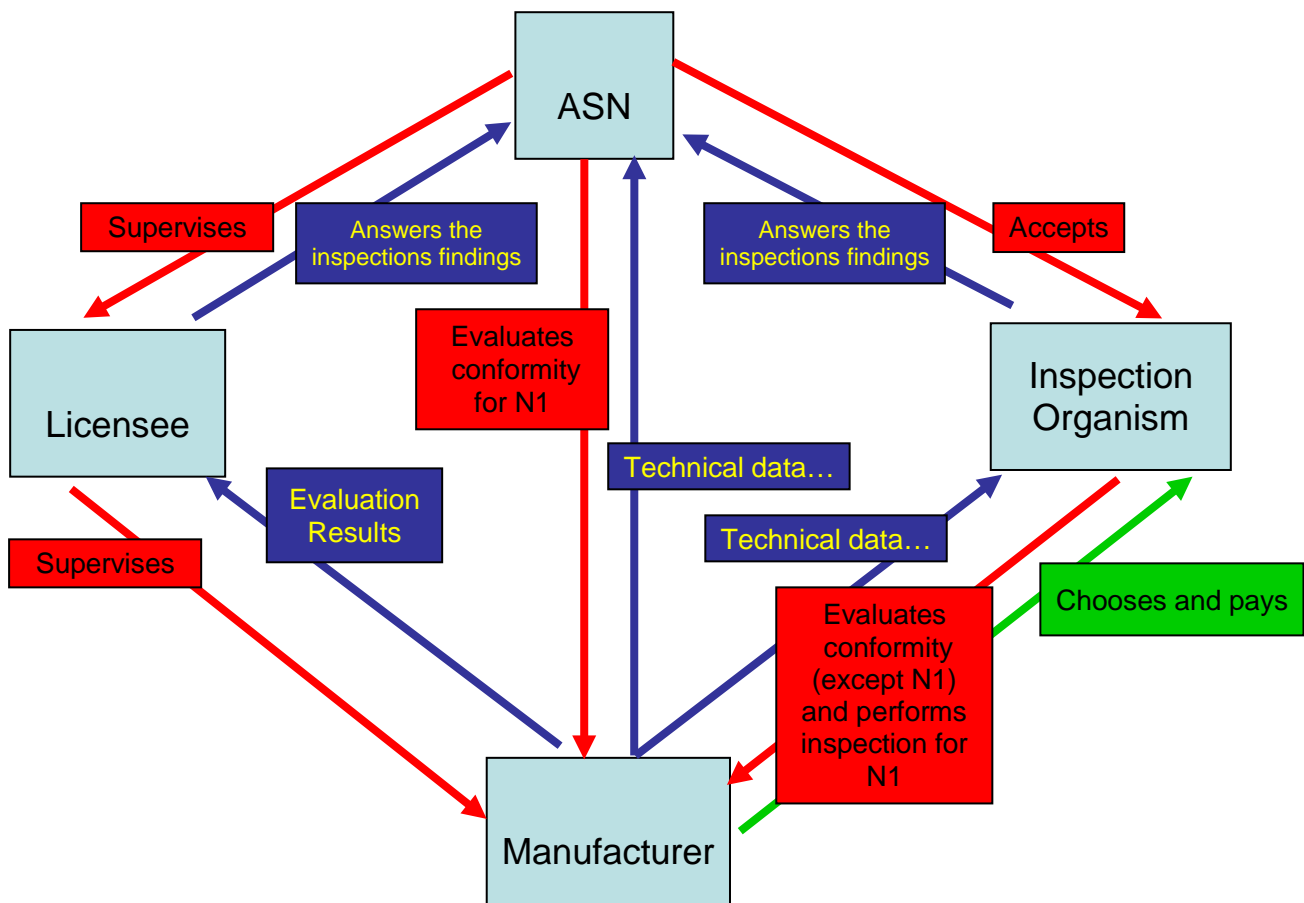 ASN
Supervises
Answers the
inspections findings
Answers the
inspections findings
Accepts
Evaluates
conformity
for N1
Inspection
Organism
Licensee
Technical data…
Evaluation
Results
Technical data…
Supervises
Chooses and pays
Evaluates
conformity
(except N1)
and performs
inspection for
N1
Manufacturer